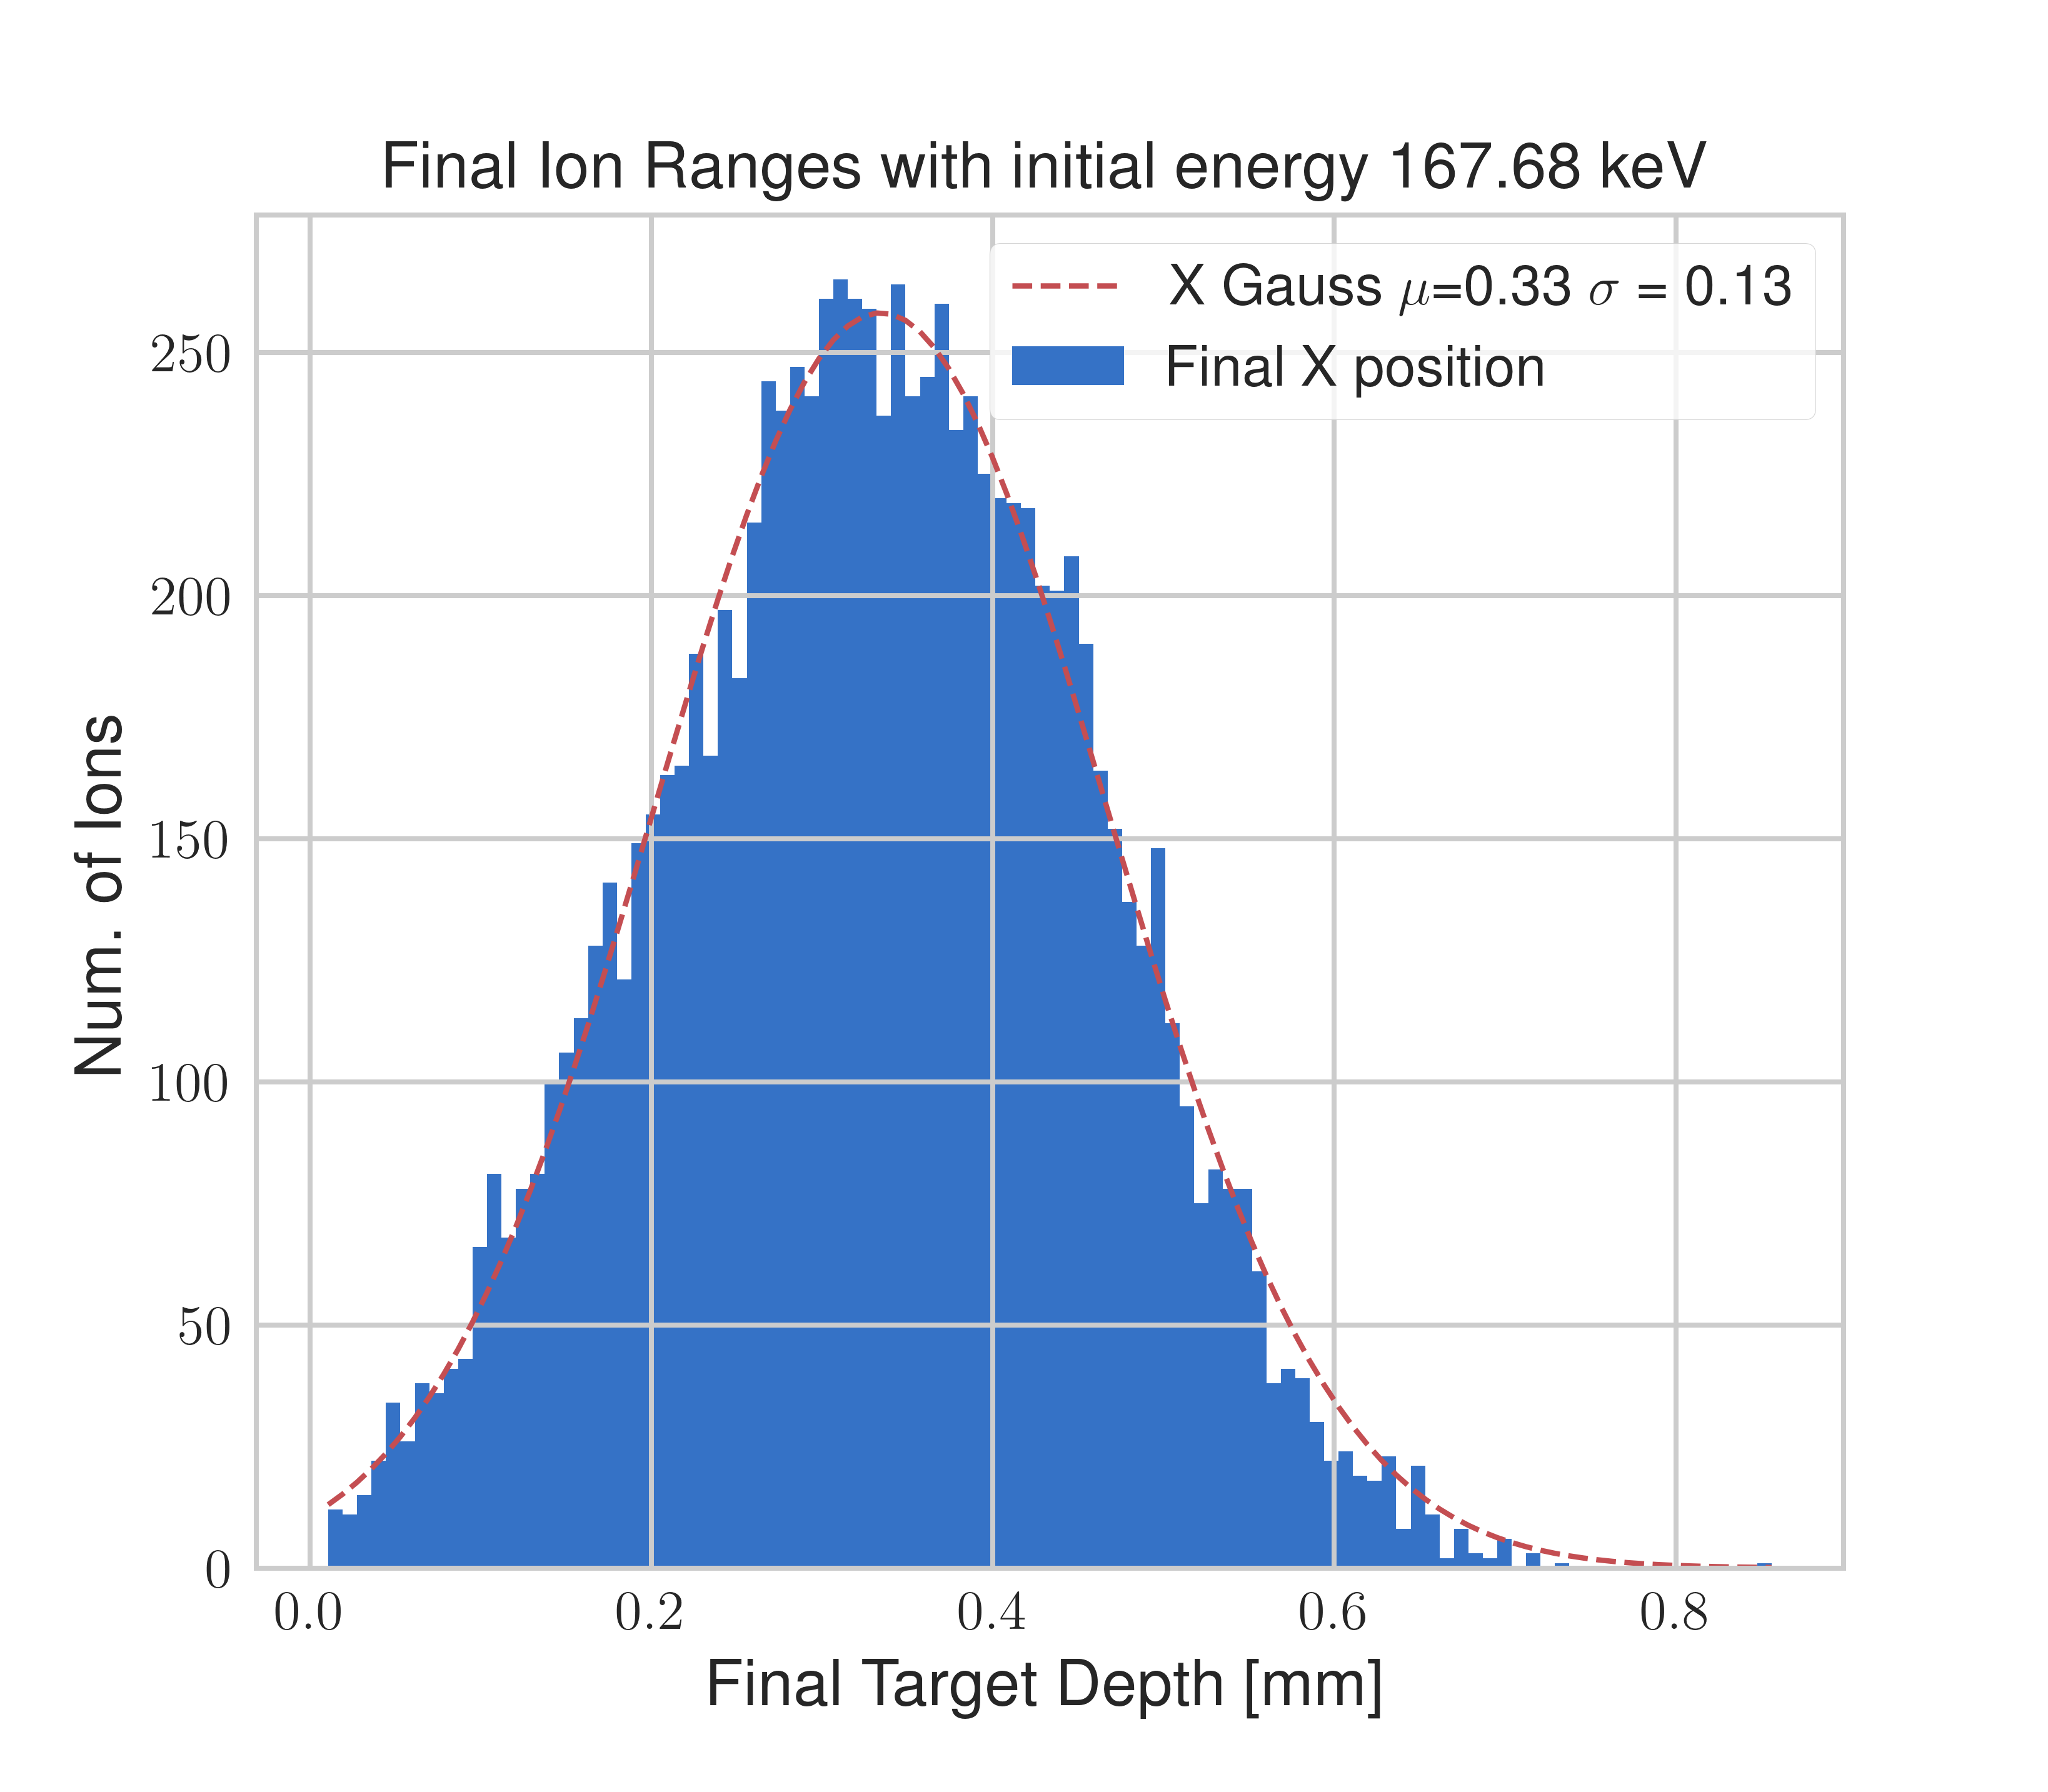 Final Ion Ranges with initial energy 167.68 keV
X Gauss μ=0.33 σ = 0.13
Final X position
250
200
150
100
50
0
Num. of Ions
0.0 0.2 0.4 0.6 0.8
Final Target Depth [mm]